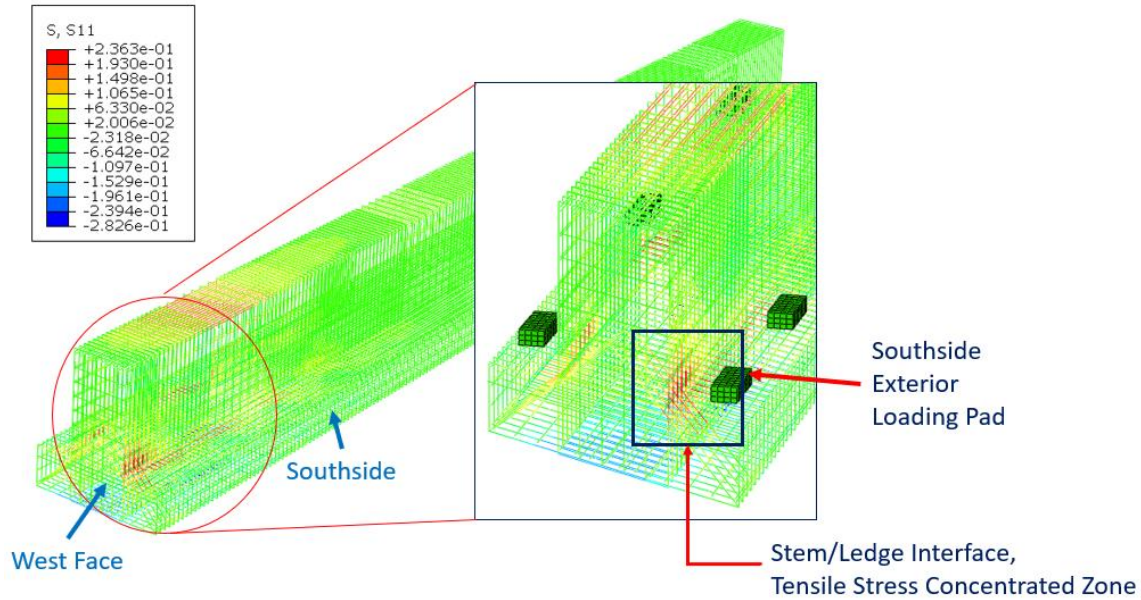 S, S11
+2.363e-01
+1.930e-01
+1.498e-01
+1.065e-01
+6.330e-02
+2.006e-02
-2.318e-02
-6.642e-02
-1.097e-01
-1.529e-01
-1.961e-01
-2.394e-01
-2.826e-01
Southside
Exterior
Loading Pad
Southside
West Face
Stem/Ledge Interface,
Tensile Stress Concentrated Zone